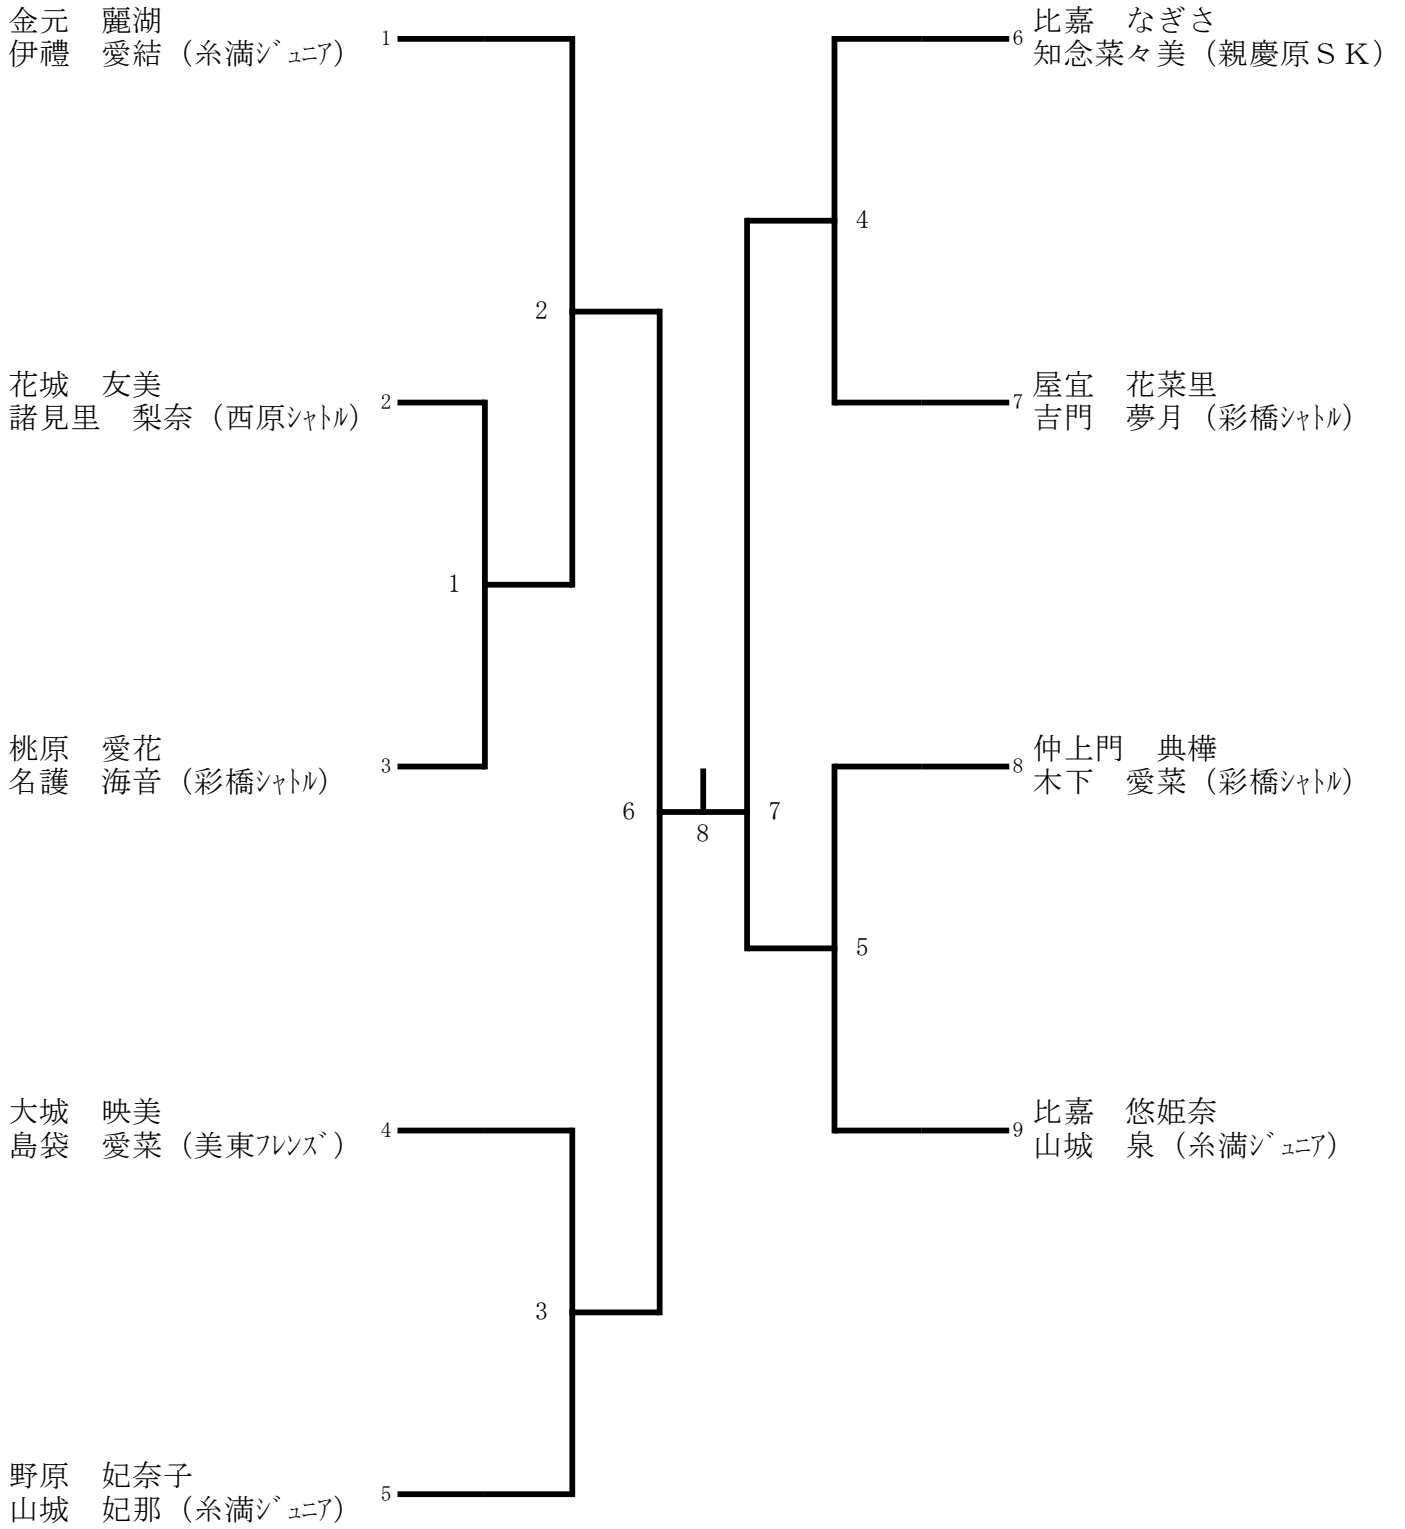 金元　麗湖
伊禮　愛結（糸満ｼﾞｭﾆｱ）
1
花城　友美
諸見里　梨奈（西原ｼｬﾄﾙ）
2
桃原　愛花
名護　海音（彩橋ｼｬﾄﾙ）
3
大城　映美
島袋　愛菜（美東ﾌﾚﾝｽﾞ）
4
野原　妃奈子
山城　妃那（糸満ｼﾞｭﾆｱ）
5
2
1
3
6
8
7
4
5
6
比嘉　なぎさ
知念菜々美（親慶原ＳＫ）
7
屋宜　花菜里
吉門　夢月（彩橋ｼｬﾄﾙ）
8
仲上門　典樺
木下　愛菜（彩橋ｼｬﾄﾙ）
9
比嘉　悠姫奈
山城　泉（糸満ｼﾞｭﾆｱ）